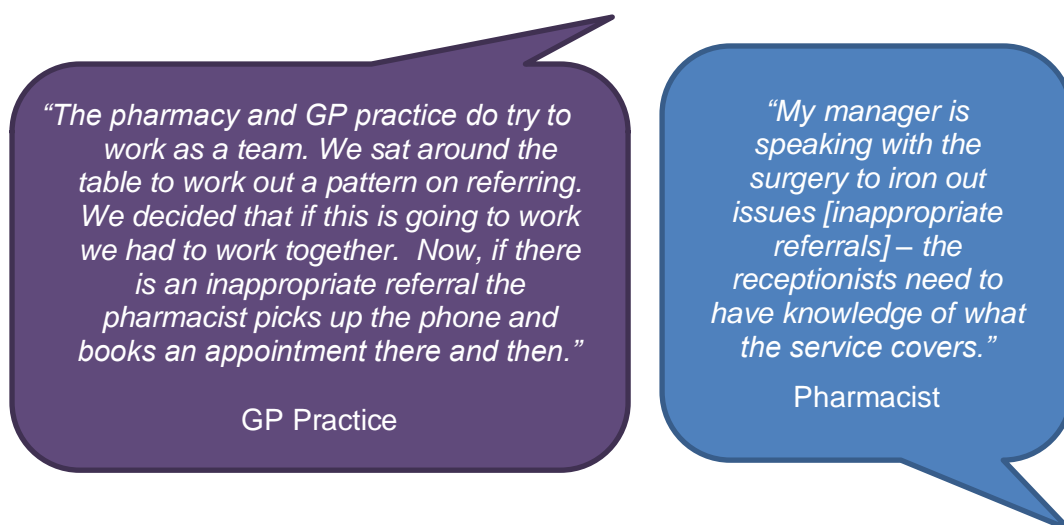 “The pharmacy and GP practice do try to
work as a team. We sat around the
table to work out a pattern on referring.
We decided that if this is going to work
we had to work together.  Now, if there
is an inappropriate referral the
pharmacist picks up the phone and
books an appointment there and then.”
GP Practice
“My manager is
speaking with the
surgery to iron out
issues [inappropriate
referrals] – the
receptionists need to
have knowledge of what
the service covers.”
Pharmacist